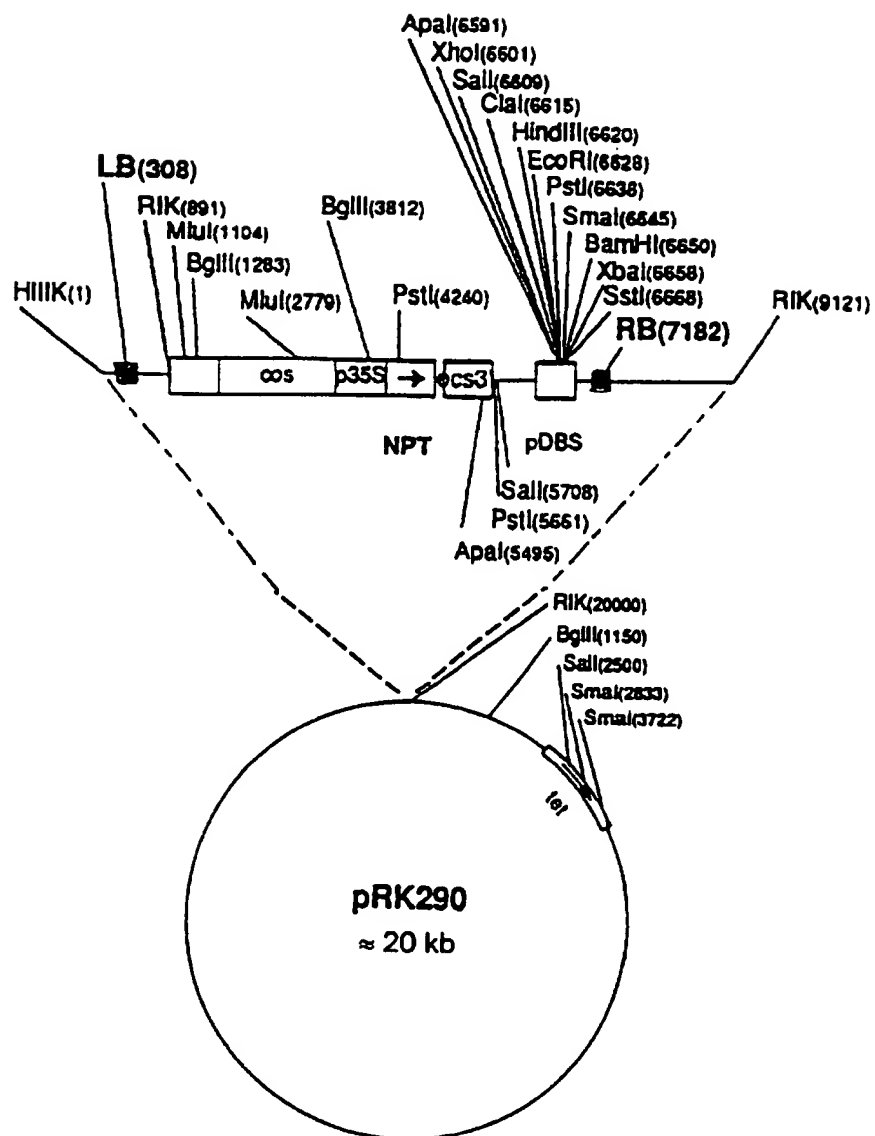 ApaI(6591)
XhoI(6601)
SalI(6609)
ClaI(6615)
HindIII(6620)
EcoRI(6628)
PstI(6638)
SmaI(6645)
BamHI(6650)
XbaI(6658)
SstI(6668)
LB(308)
RIK(891)
MluI(1104)
BglII(1283)
BglII(3812)
HIIIK(1)
MluI(2779)
PstI(4240)
RB(7182)
RIK(9121)
cos
p35S
cs3
NPT
pDBS
SalI(5708)
PstI(5661)
ApaI(5495)
RIK(20000)
BglII(1150)
SalI(2500)
SmaI(2833)
SmaI(3722)
tet
pRK290
≈ 20 kb